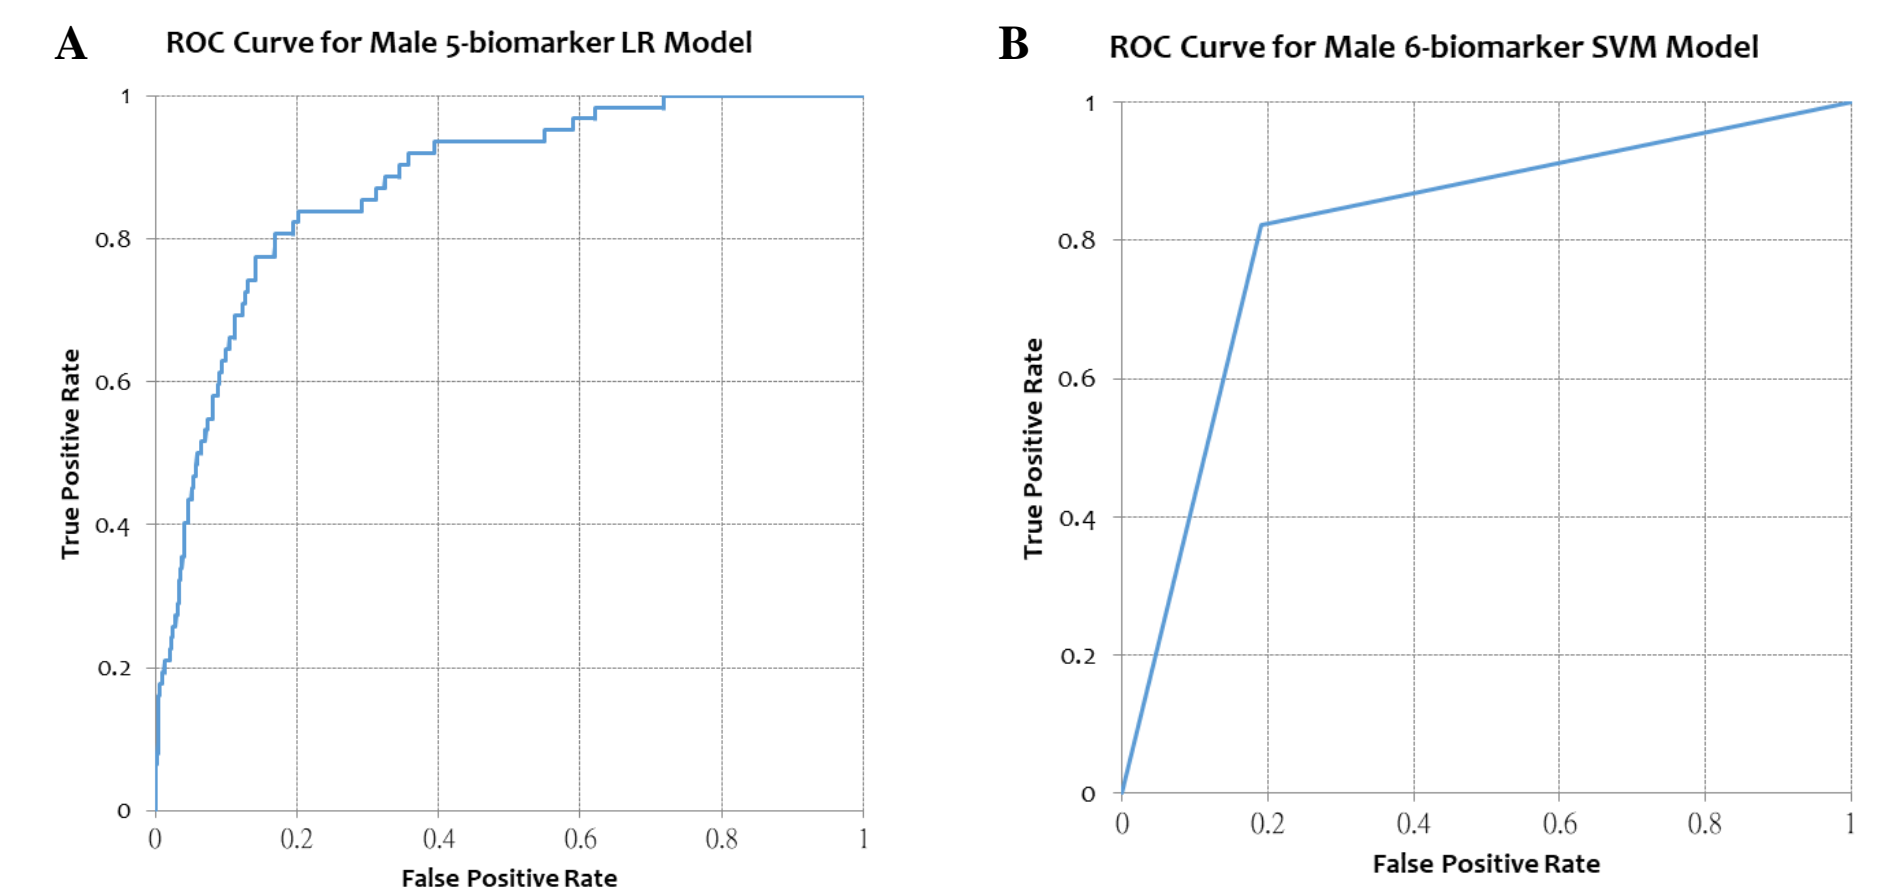 A
ROC Curve for Male 5-biomarker LR Model
1
0.8
0.6
0.4
0.2
0
True Positive Rate
0 0.2 0.4 0.6 0.8 1
False Positive Rate
B
ROC Curve for Male 6-biomarker SVM Model
1
0.8
0.6
0.4
0.2
0
True Positive Rate
0 0.2 0.4 0.6 0.8 1
False Positive Rate